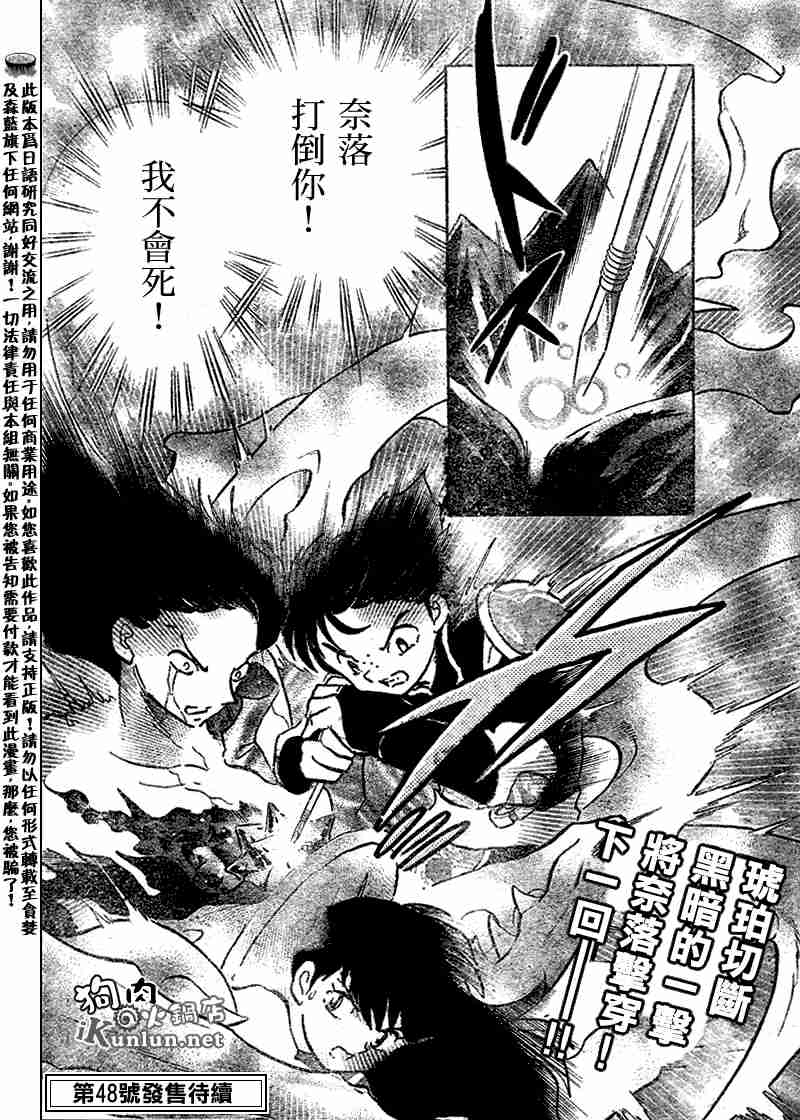 奈落
打倒你！
我不會死！
ドス
ドス
琥珀切斷
黑暗的一擊
將奈落擊穿！
下一回——!!
第48號發售待續
狗肉
火鍋店
iKunlun.net
此版本爲日語研究同好交流之用，請勿用于任何商業用途，如您喜歡此作品，請支持正版！請勿以任何形式轉載至貪婪
及森藍旗下任何網站，謝謝！一切法律責任與本組無關。如果您被告知需要付款才能看到此漫畫，那麼，您被騙了！